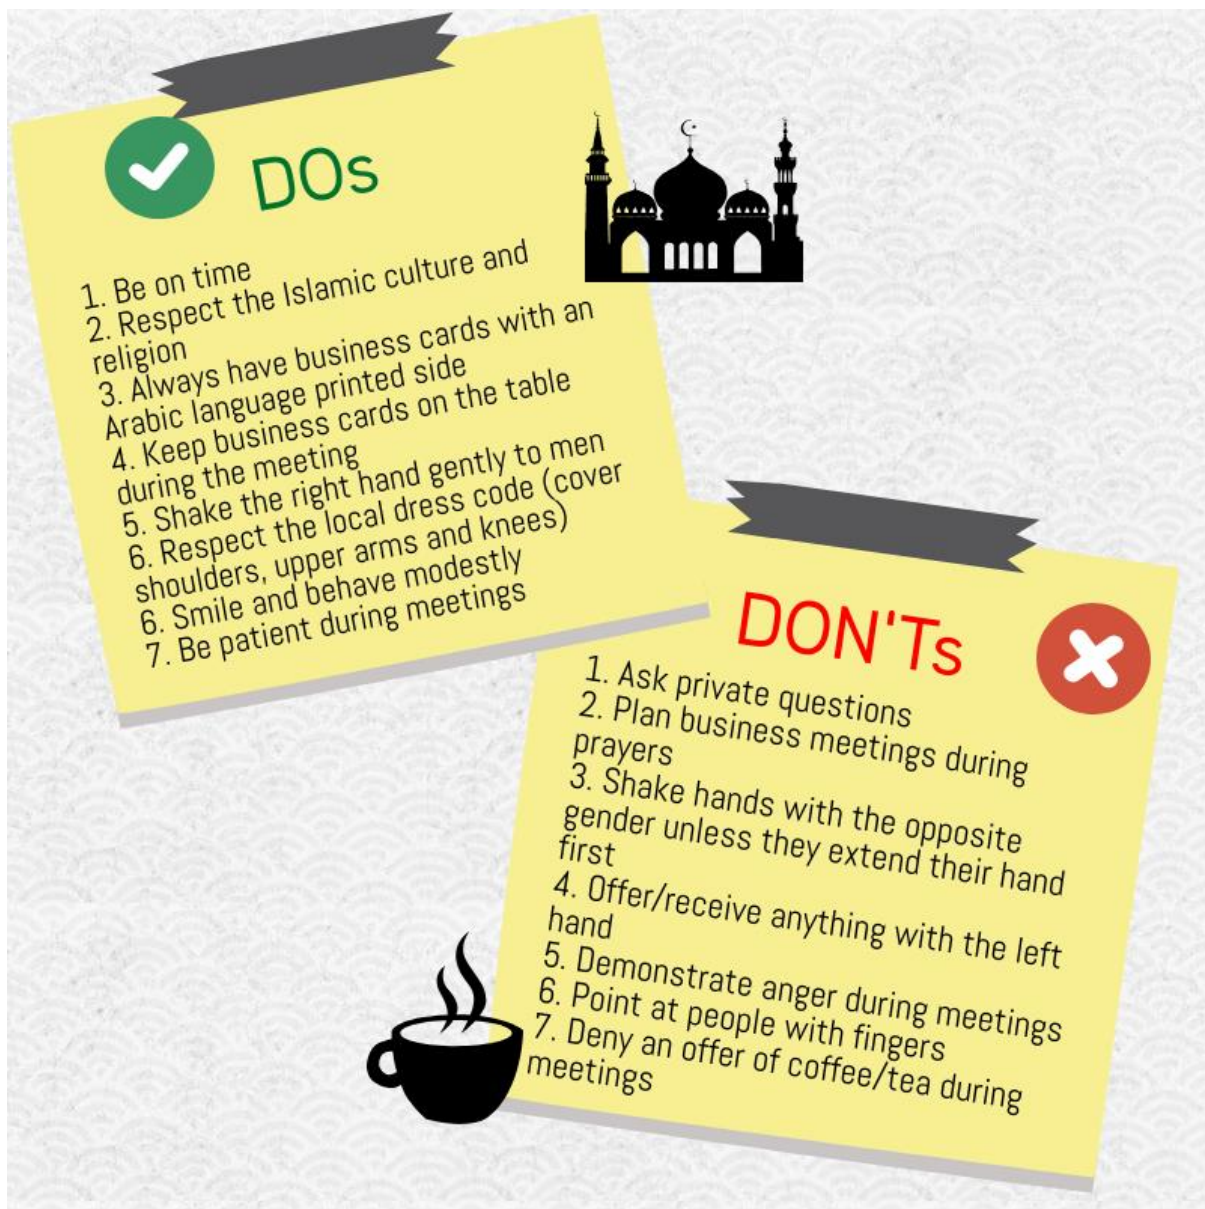 DOs
1. Be on time
2. Respect the Islamic culture and
religion
3. Always have business cards with an
Arabic language printed side
4. Keep business cards on the table
during the meeting
5. Shake the right hand gently to men
6. Respect the local dress code (cover
shoulders, upper arms and knees)
6. Smile and behave modestly
7. Be patient during meetings
DON'Ts
1. Ask private questions
2. Plan business meetings during
prayers
3. Shake hands with the opposite
gender unless they extend their hand
first
4. Offer/receive anything with the left
hand
5. Demonstrate anger during meetings
6. Point at people with fingers
7. Deny an offer of coffee/tea during
meetings